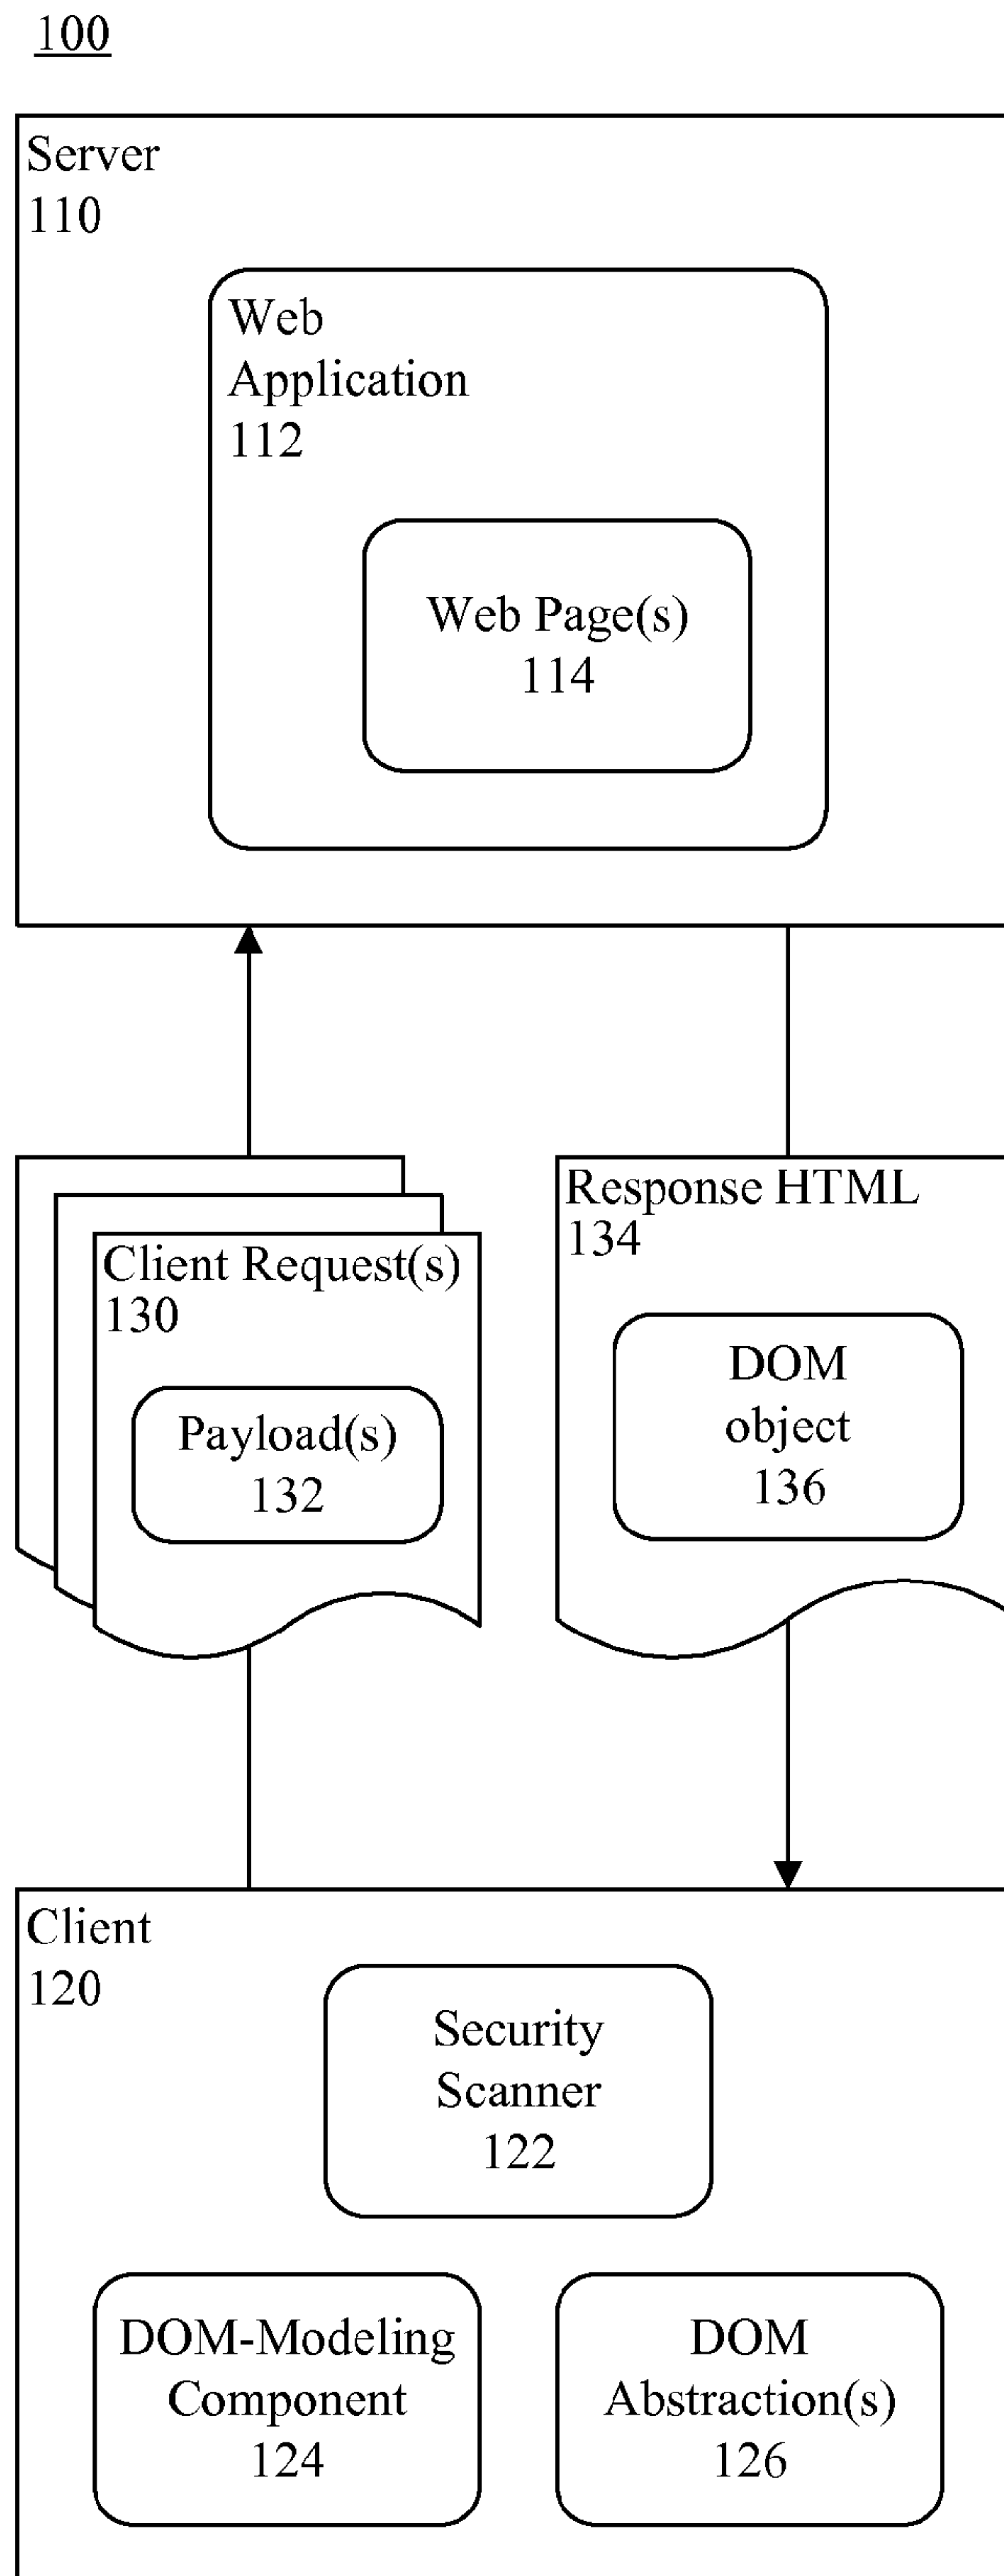 100
Server
110
Web
Application
112
Web Page(s)
114
Client Request(s)
130
Payload(s)
132
Response HTML
134
DOM
object
136
Client
120
Security
Scanner
122
DOM-Modeling
Component
124
DOM
Abstraction(s)
126